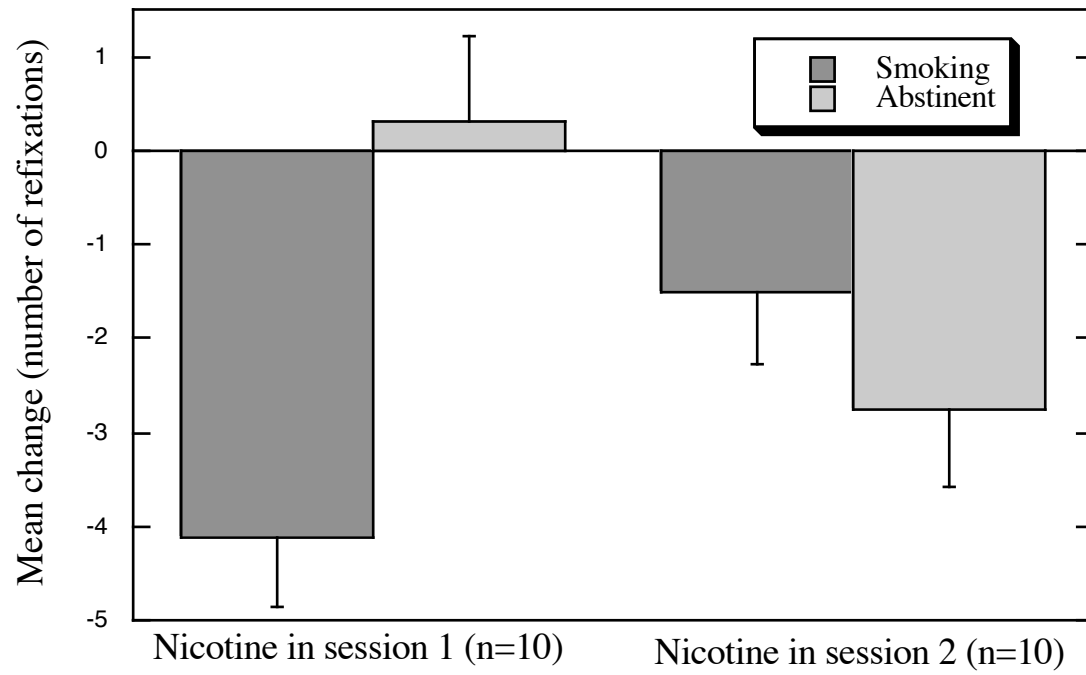 Mean change (number of refixations)
1
0
-1
-2
-3
-4
-5
Smoking
Abstinent
Nicotine in session 1 (n=10)
Nicotine in session 2 (n=10)